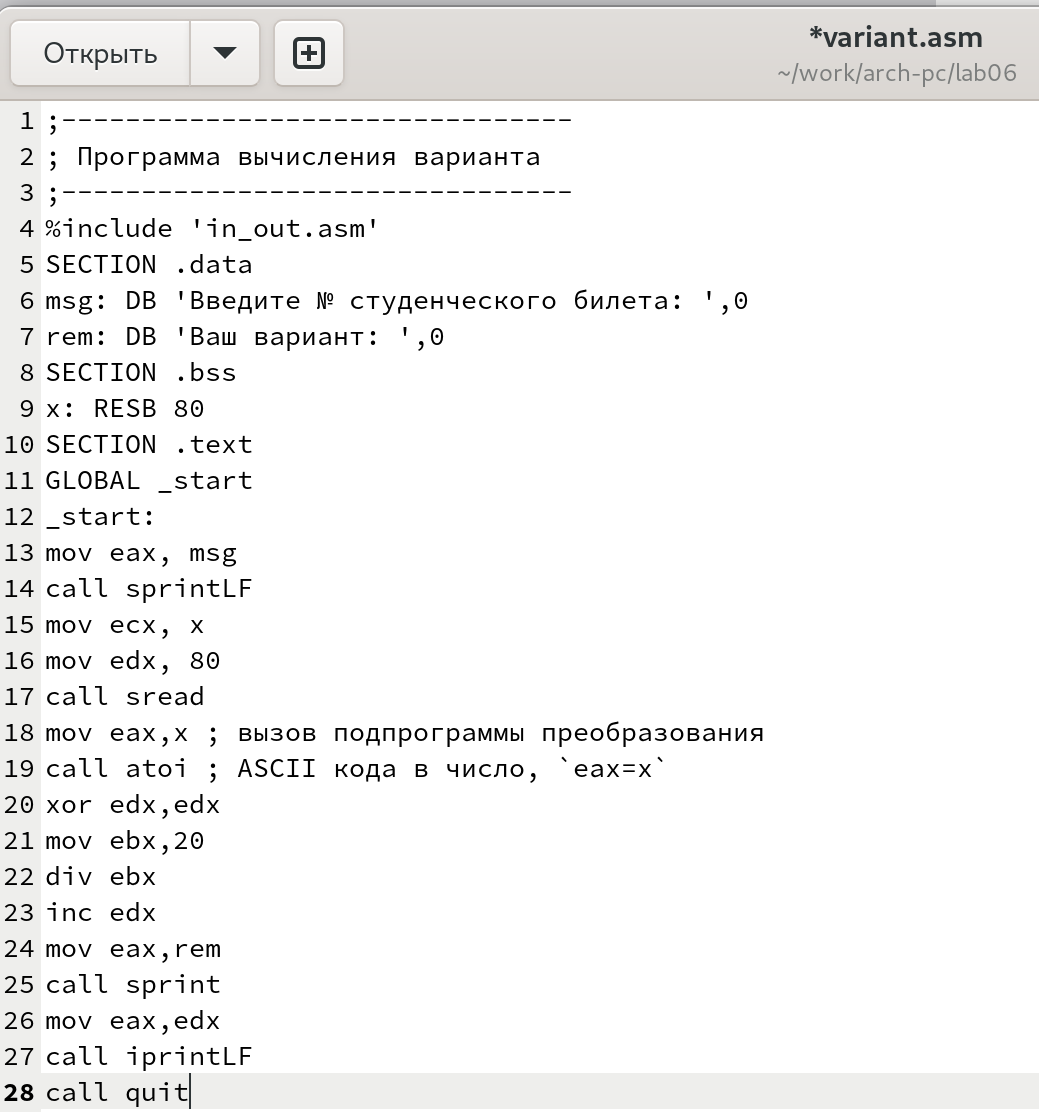 Открыть
*variant.asm
~/work/arch-pc/lab06
1 ;--------------------------------
2 ; Программа вычисления варианта
3 ;--------------------------------
4 %include 'in_out.asm'
5 SECTION .data
6 msg: DB 'Введите № студенческого билета: ',0
7 rem: DB 'Ваш вариант: ',0
8 SECTION .bss
9 x: RESB 80
10 SECTION .text
11 GLOBAL _start
12 _start:
13 mov eax, msg
14 call sprintLF
15 mov ecx, x
16 mov edx, 80
17 call sread
18 mov eax,x ; вызов подпрограммы преобразования
19 call atoi ; ASCII кода в число, `eax=x`
20 xor edx,edx
21 mov ebx,20
22 div ebx
23 inc edx
24 mov eax,rem
25 call sprint
26 mov eax,edx
27 call iprintLF
28 call quit